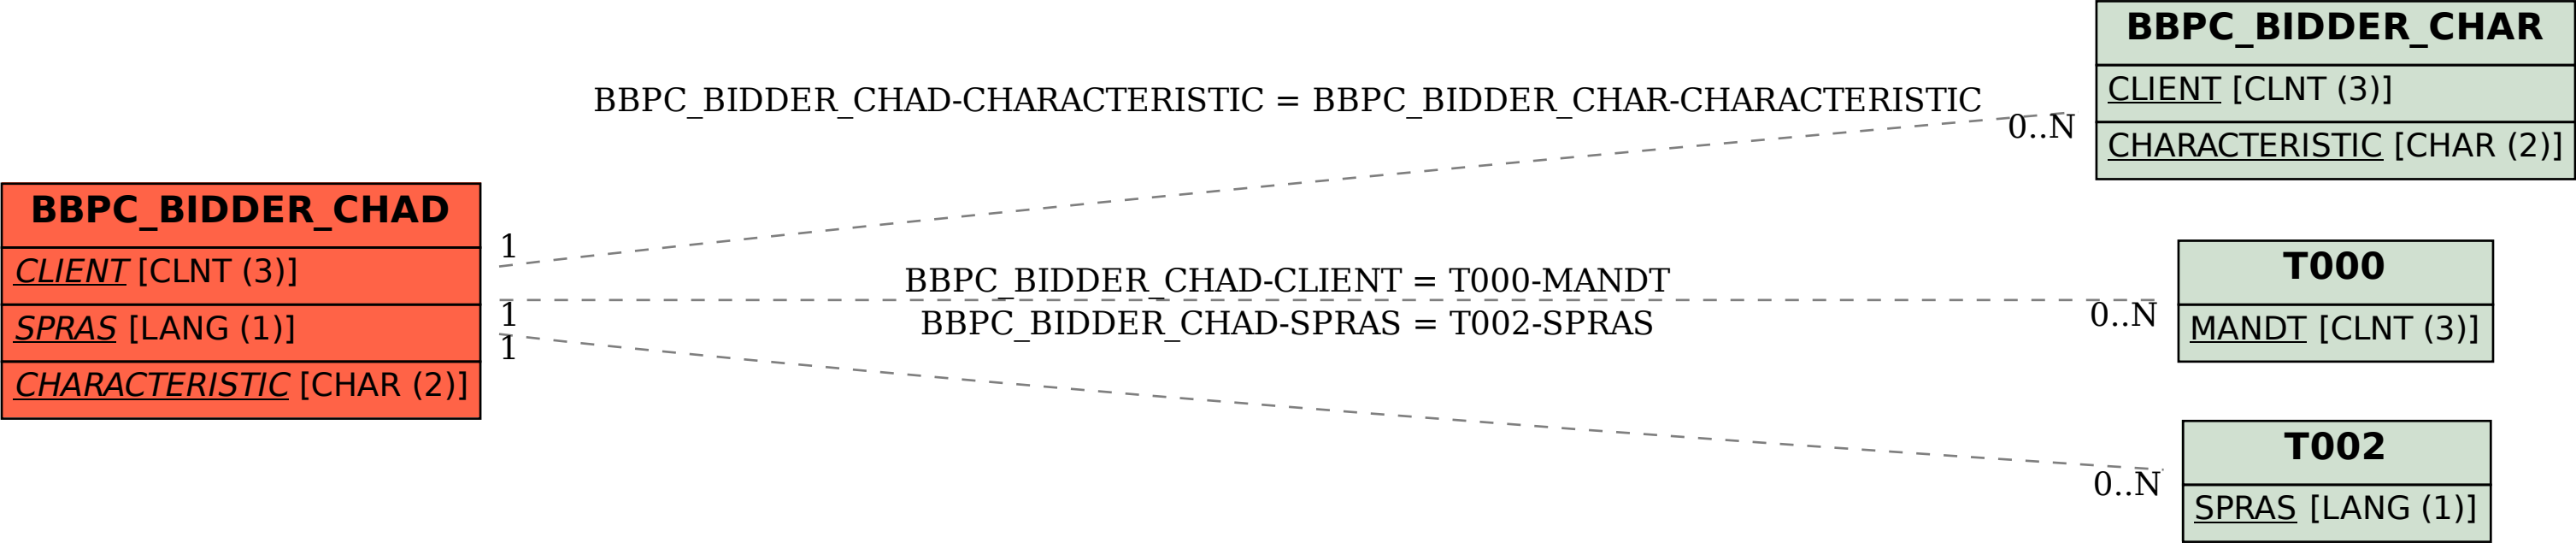 BBPC_BIDDER_CHAD
CLIENT [CLNT (3)]
SPRAS [LANG (1)]
CHARACTERISTIC [CHAR (2)]
BBPC_BIDDER_CHAD-CHARACTERISTIC = BBPC_BIDDER_CHAR-CHARACTERISTIC
1
0..N
BBPC_BIDDER_CHAD-CLIENT = T000-MANDT
1
0..N
BBPC_BIDDER_CHAD-SPRAS = T002-SPRAS
1
0..N
BBPC_BIDDER_CHAR
CLIENT [CLNT (3)]
CHARACTERISTIC [CHAR (2)]
T000
MANDT [CLNT (3)]
T002
SPRAS [LANG (1)]